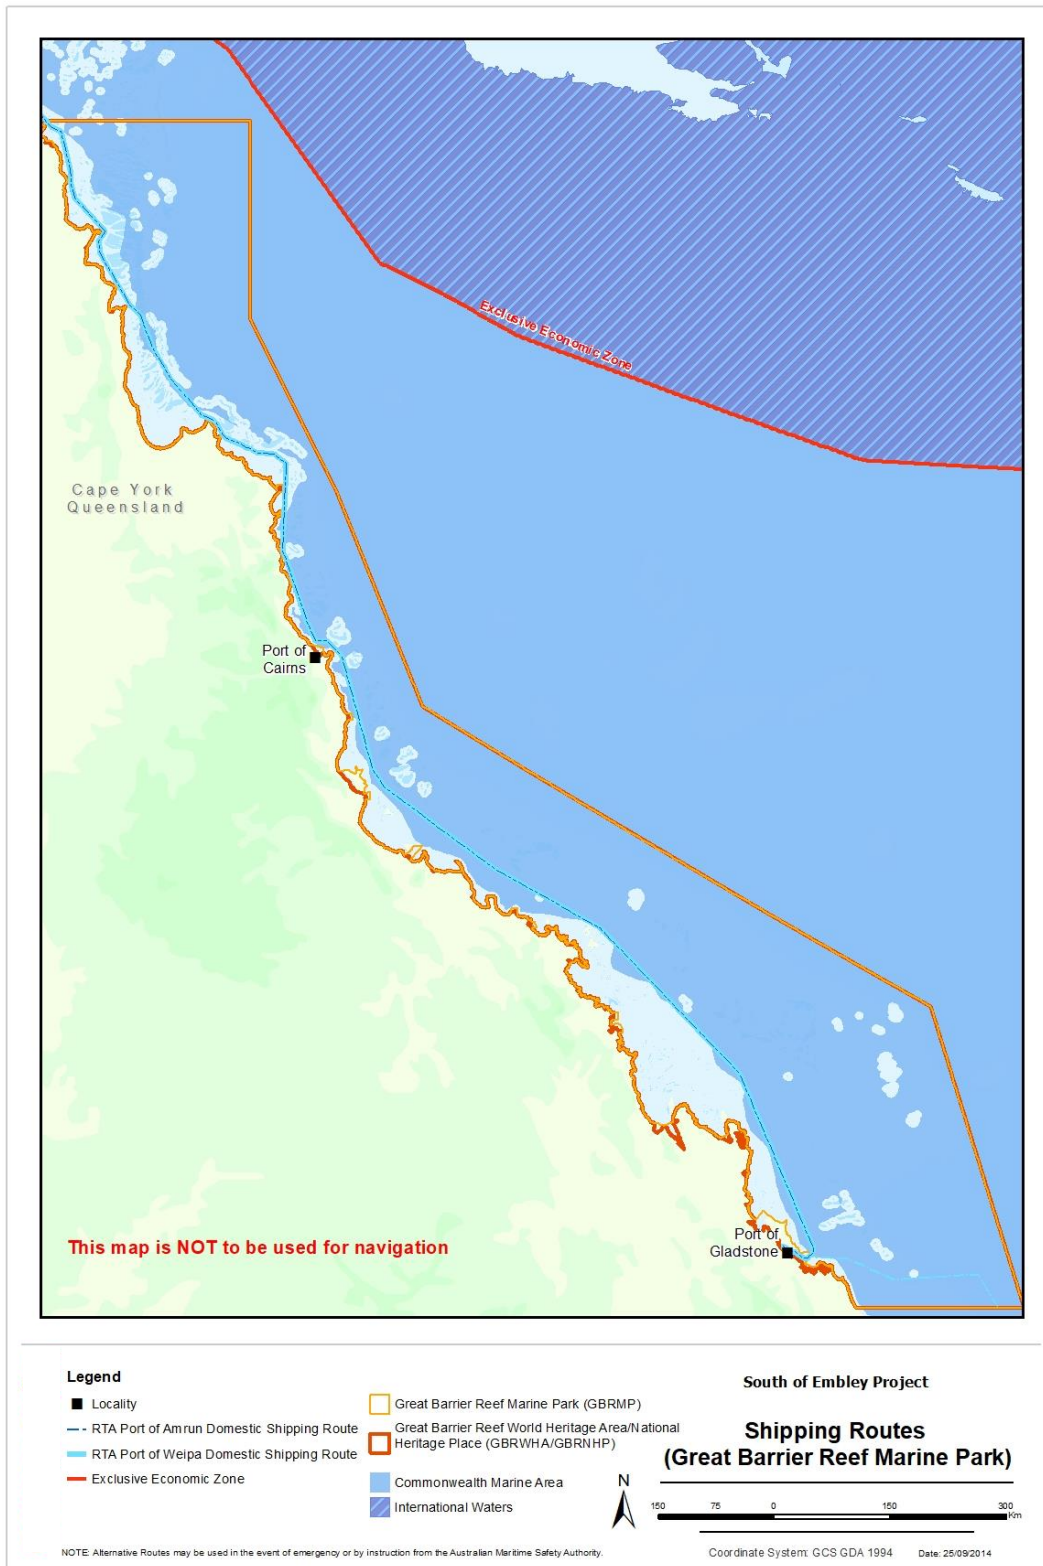 Exclusive Economic Zone
Cape York
Queensland
Port of
Cairns
Port of
Gladstone
This map is NOT to be used for navigation
Legend
Locality
RTA Port of Amrun Domestic Shipping Route
RTA Port of Weipa Domestic Shipping Route
Exclusive Economic Zone
Great Barrier Reef Marine Park (GBRMP)
Great Barrier Reef World Heritage Area/National
Heritage Place (GBRWHA/GBRNHP)
Commonwealth Marine Area
International Waters
South of Embley Project
Shipping Routes
(Great Barrier Reef Marine Park)
N
150 75 0 150 300
Km
NOTE: Alternative Routes may be used in the event of emergency or by instruction from the Australian Maritime Safety Authority.
Coordinate System: GCS GDA 1994 Date: 25/09/2014